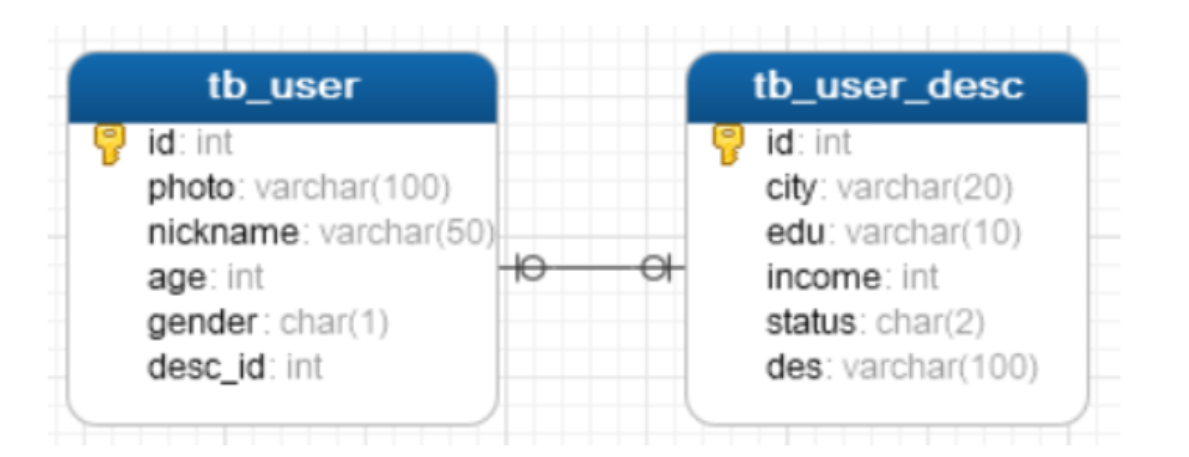 tb_user
id: int
photo: varchar(100)
nickname: varchar(50)
age: int
gender: char(1)
desc_id: int
tb_user_desc
id: int
city: varchar(20)
edu: varchar(10)
income: int
status: char(2)
des: varchar(100)